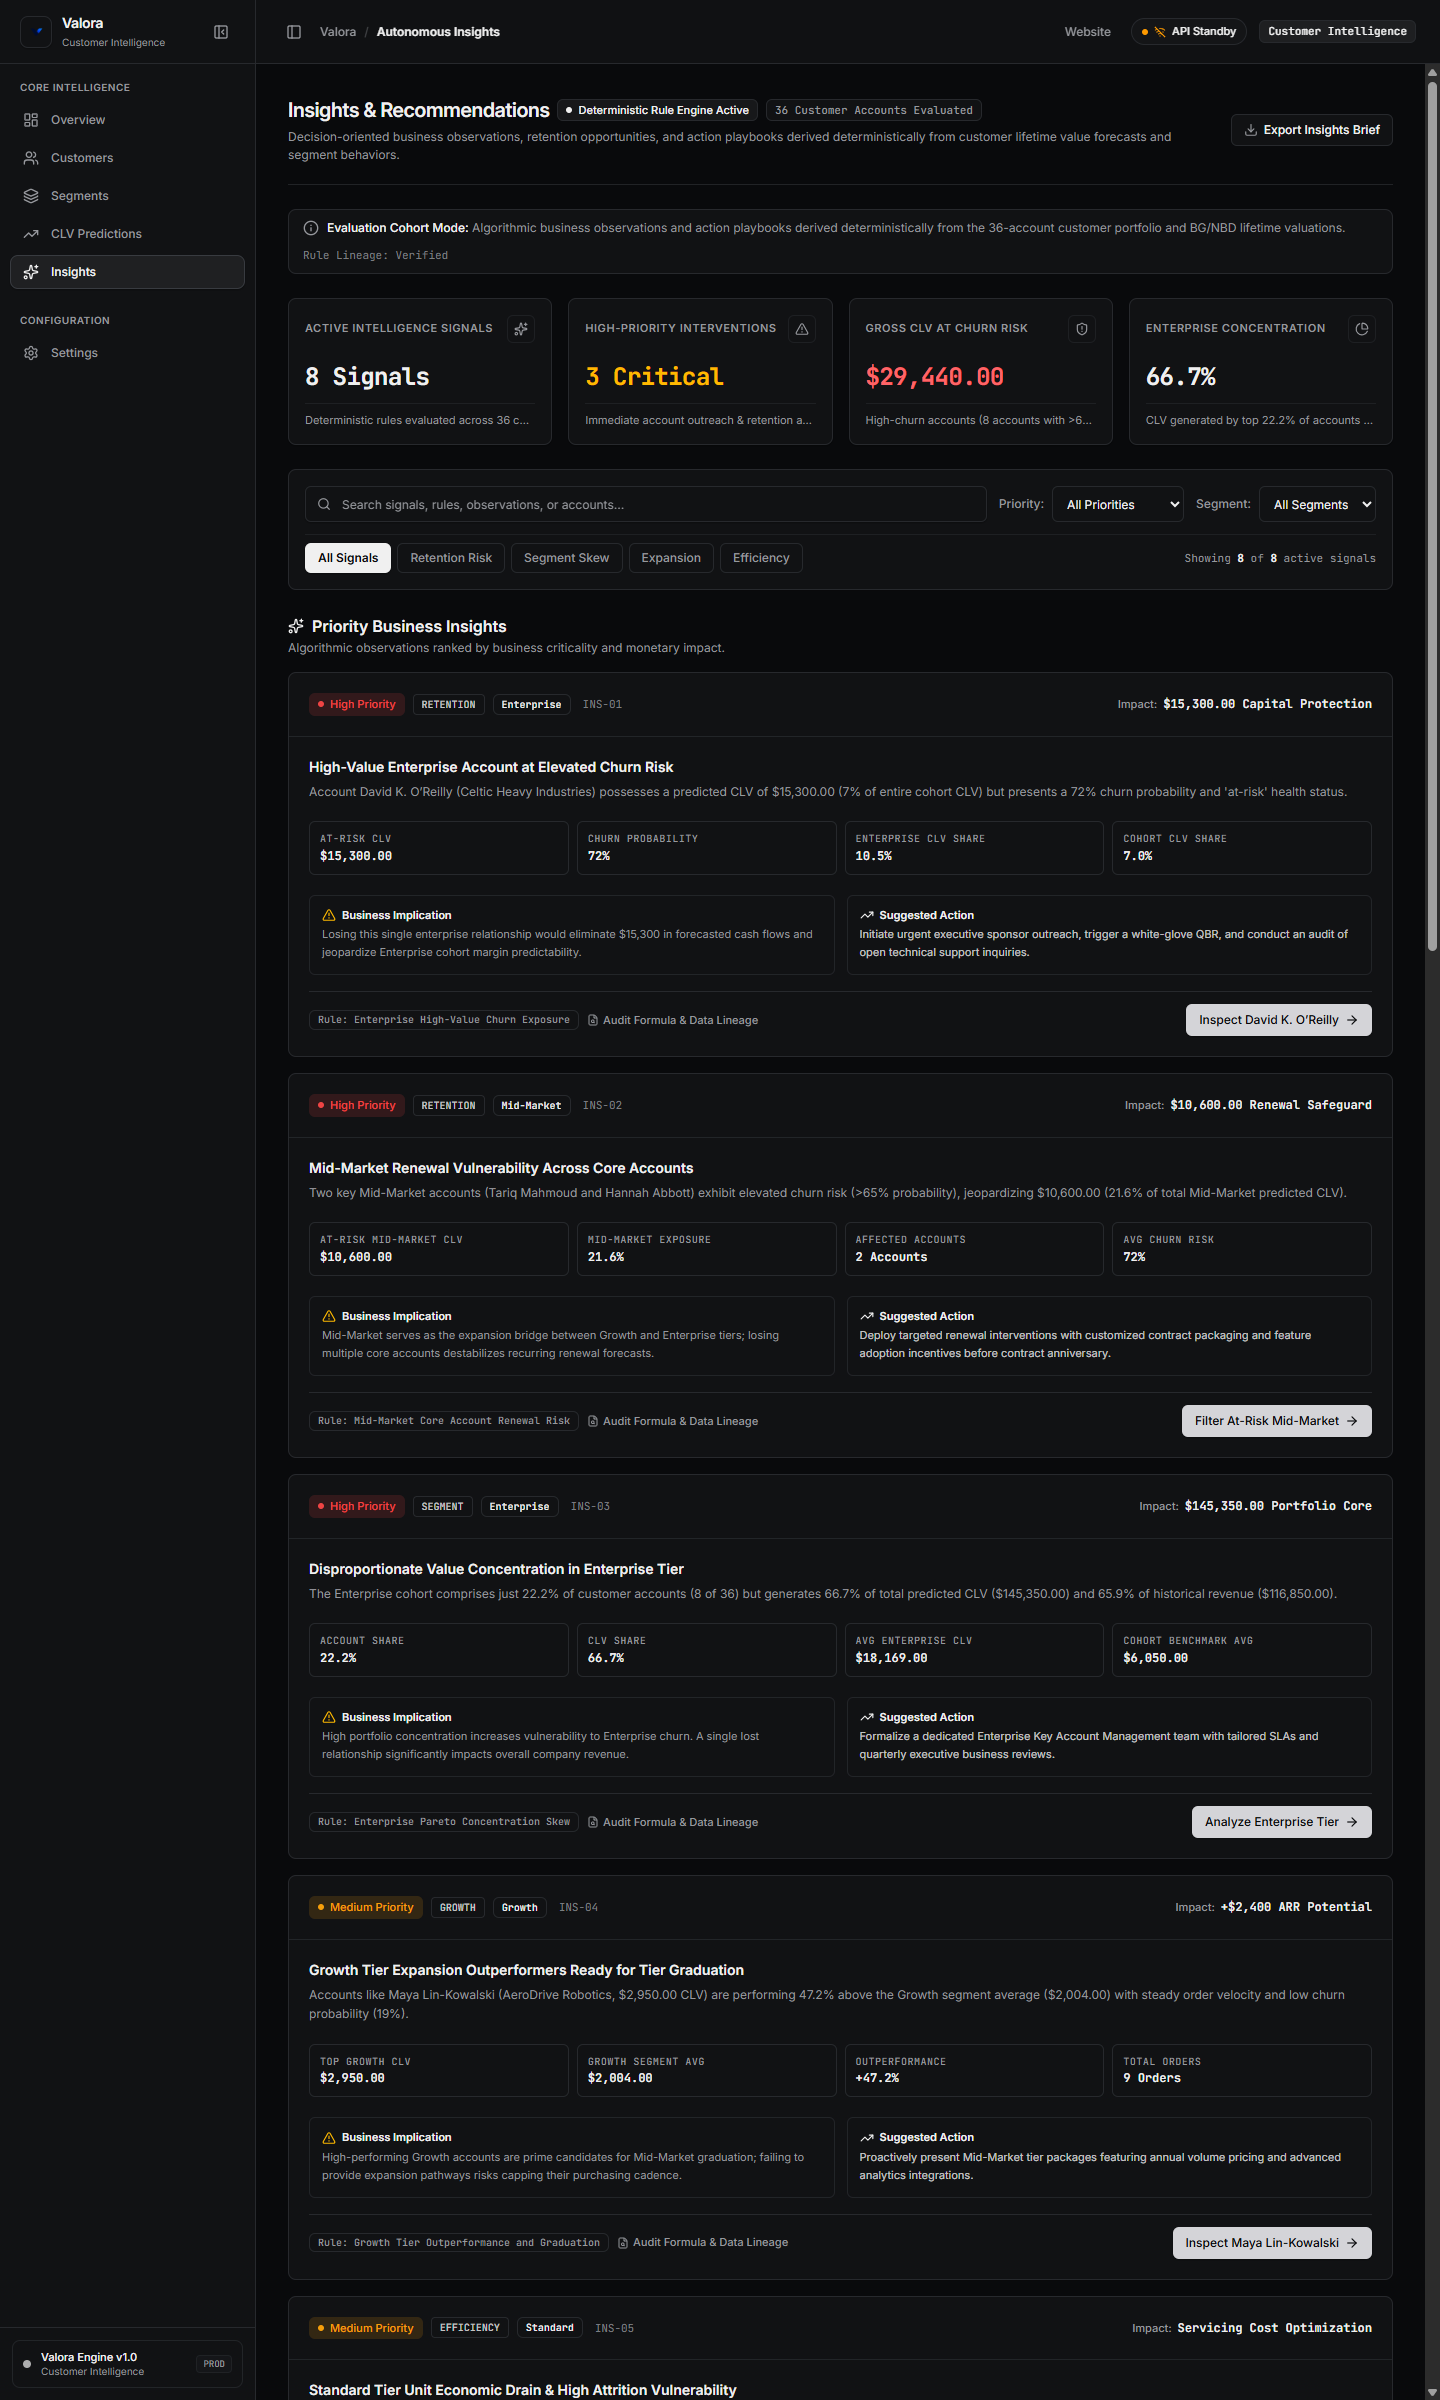 Valora
Customer Intelligence
Valora / Autonomous Insights
Website
API Standby
Customer Intelligence
CORE INTELLIGENCE
Overview
Customers
Segments
CLV Predictions
Insights
CONFIGURATION
Settings
Insights & Recommendations
Deterministic Rule Engine Active
36 Customer Accounts Evaluated
Decision-oriented business observations, retention opportunities, and action playbooks derived deterministically from customer lifetime value forecasts and
segment behaviors.
Export Insights Brief
Evaluation Cohort Mode: Algorithmic business observations and action playbooks derived deterministically from the 36-account customer portfolio and BG/NBD lifetime valuations.
Rule Lineage: Verified
ACTIVE INTELLIGENCE SIGNALS
8 Signals
Deterministic rules evaluated across 36 c...
HIGH-PRIORITY INTERVENTIONS
3 Critical
Immediate account outreach & retention a...
GROSS CLV AT CHURN RISK
$29,440.00
High-churn accounts (8 accounts with >6...
ENTERPRISE CONCENTRATION
66.7%
CLV generated by top 22.2% of accounts ...
Search signals, rules, observations, or accounts...
Priority: All Priorities
Segment: All Segments
All Signals
Retention Risk
Segment Skew
Expansion
Efficiency
Showing 8 of 8 active signals
Priority Business Insights
Algorithmic observations ranked by business criticality and monetary impact.
High Priority
RETENTION
Enterprise
INS-01
Impact: $15,300.00 Capital Protection
High-Value Enterprise Account at Elevated Churn Risk
Account David K. O'Reilly (Celtic Heavy Industries) possesses a predicted CLV of $15,300.00 (7% of entire cohort CLV) but presents a 72% churn probability and 'at-risk' health status.
AT-RISK CLV
$15,300.00
CHURN PROBABILITY
72%
ENTERPRISE CLV SHARE
10.5%
COHORT CLV SHARE
7.0%
Business Implication
Losing this single enterprise relationship would eliminate $15,300 in forecasted cash flows and
jeopardize Enterprise cohort margin predictability.
Suggested Action
Initiate urgent executive sponsor outreach, trigger a white-glove QBR, and conduct an audit of
open technical support inquiries.
Rule: Enterprise High-Value Churn Exposure
Audit Formula & Data Lineage
Inspect David K. O'Reilly
High Priority
RETENTION
Mid-Market
INS-02
Impact: $10,600.00 Renewal Safeguard
Mid-Market Renewal Vulnerability Across Core Accounts
Two key Mid-Market accounts (Tariq Mahmoud and Hannah Abbott) exhibit elevated churn risk (>65% probability), jeopardizing $10,600.00 (21.6% of total Mid-Market predicted CLV).
AT-RISK MID-MARKET CLV
$10,600.00
MID-MARKET EXPOSURE
21.6%
AFFECTED ACCOUNTS
2 Accounts
AVG CHURN RISK
72%
Business Implication
Mid-Market serves as the expansion bridge between Growth and Enterprise tiers; losing
multiple core accounts destabilizes recurring renewal forecasts.
Suggested Action
Deploy targeted renewal interventions with customized contract packaging and feature
adoption incentives before contract anniversary.
Rule: Mid-Market Core Account Renewal Risk
Audit Formula & Data Lineage
Filter At-Risk Mid-Market
High Priority
SEGMENT
Enterprise
INS-03
Impact: $145,350.00 Portfolio Core
Disproportionate Value Concentration in Enterprise Tier
The Enterprise cohort comprises just 22.2% of customer accounts (8 of 36) but generates 66.7% of total predicted CLV ($145,350.00) and 65.9% of historical revenue ($116,850.00).
ACCOUNT SHARE
22.2%
CLV SHARE
66.7%
AVG ENTERPRISE CLV
$18,169.00
COHORT BENCHMARK AVG
$6,050.00
Business Implication
High portfolio concentration increases vulnerability to Enterprise churn. A single lost
relationship significantly impacts overall company revenue.
Suggested Action
Formalize a dedicated Enterprise Key Account Management team with tailored SLAs and
quarterly executive business reviews.
Rule: Enterprise Pareto Concentration Skew
Audit Formula & Data Lineage
Analyze Enterprise Tier
Medium Priority
GROWTH
Growth
INS-04
Impact: +$2,400 ARR Potential
Growth Tier Expansion Outperformers Ready for Tier Graduation
Accounts like Maya Lin-Kowalski (AeroDrive Robotics, $2,950.00 CLV) are performing 47.2% above the Growth segment average ($2,004.00) with steady order velocity and low churn
probability (19%).
TOP GROWTH CLV
$2,950.00
GROWTH SEGMENT AVG
$2,004.00
OUTPERFORMANCE
+47.2%
TOTAL ORDERS
9 Orders
Business Implication
High-performing Growth accounts are prime candidates for Mid-Market graduation; failing to
provide expansion pathways risks capping their purchasing cadence.
Suggested Action
Proactively present Mid-Market tier packages featuring annual volume pricing and advanced
analytics integrations.
Rule: Growth Tier Outperformance and Graduation
Audit Formula & Data Lineage
Inspect Maya Lin-Kowalski
Medium Priority
EFFICIENCY
Standard
INS-05
Impact: Servicing Cost Optimization
Standard Tier Unit Economic Drain & High Attrition Vulnerability
Valora Engine v1.0
Customer Intelligence
PROD